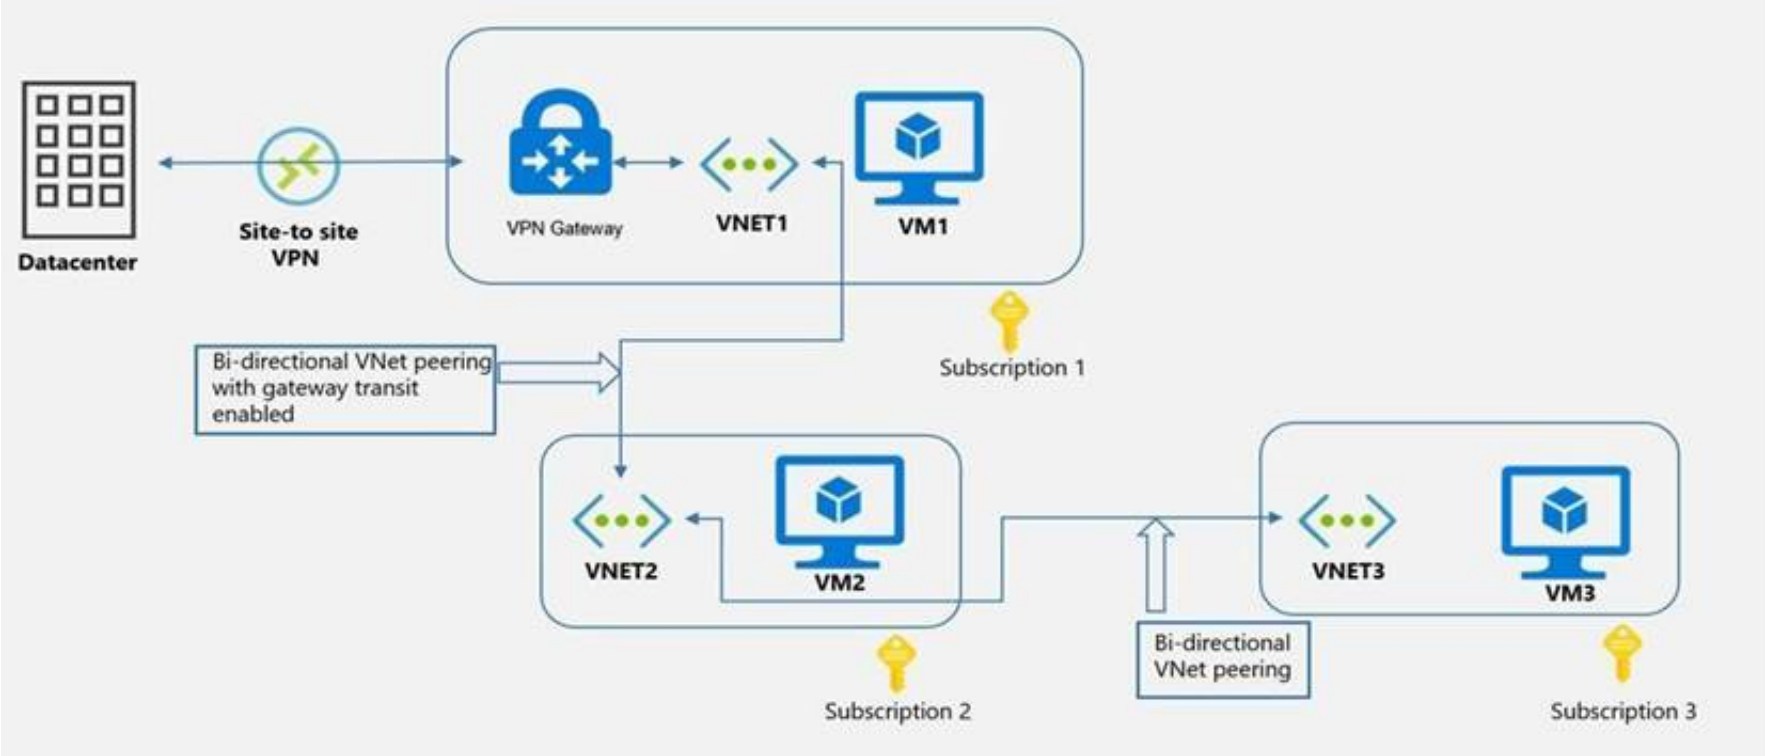 Datacenter
Site-to site
VPN
VPN Gateway
VNET1
VM1
Subscription 1
Bi-directional VNet peering
with gateway transit
enabled
VNET2
VM2
Subscription 2
Bi-directional
VNet peering
VNET3
VM3
Subscription 3